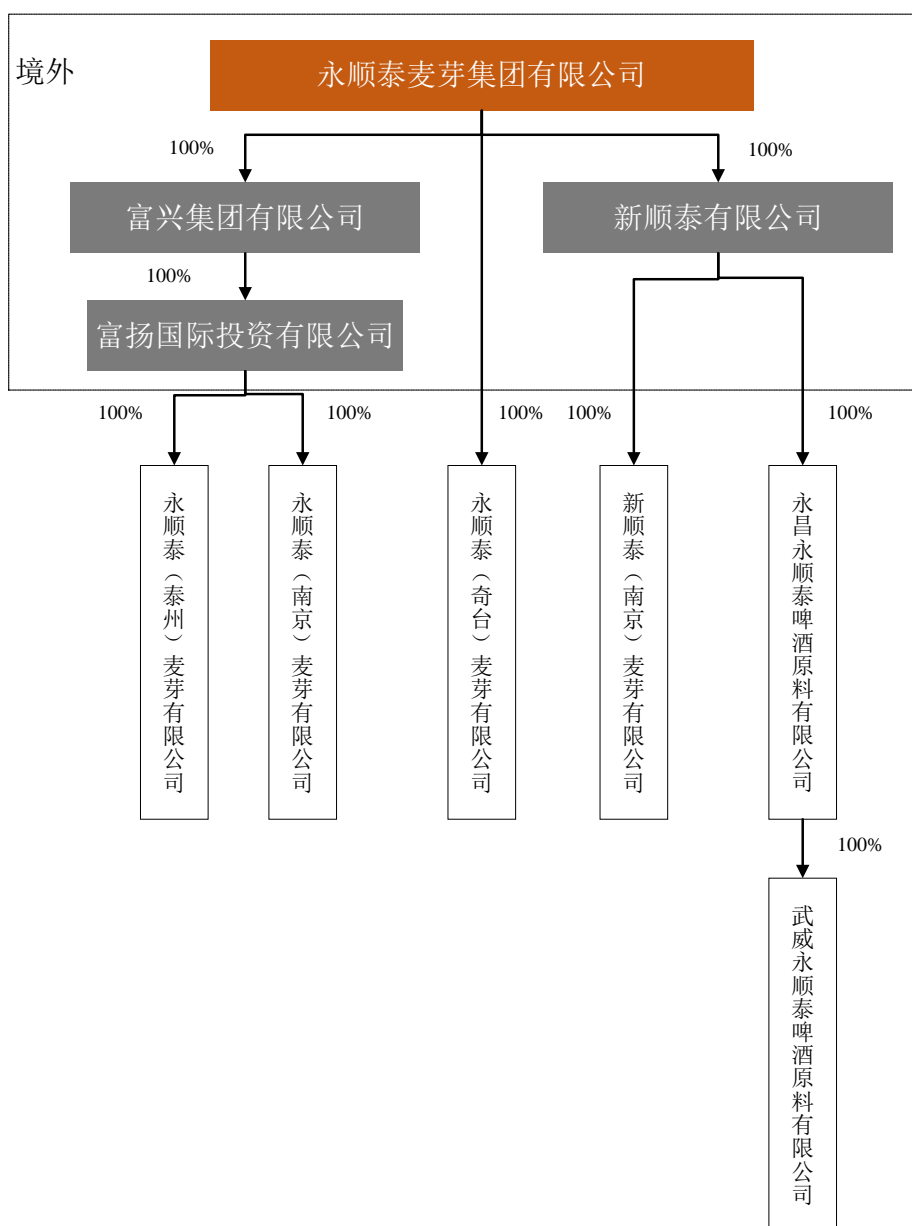 境外
永顺泰麦芽集团有限公司
100%
100%
富兴集团有限公司
新顺泰有限公司
100%
富扬国际投资有限公司
100%
100%
100%
100%
100%
永顺泰（泰州）麦芽有限公司
永顺泰（南京）麦芽有限公司
永顺泰（奇台）麦芽有限公司
新顺泰（南京）麦芽有限公司
永昌永顺泰啤酒原料有限公司
100%
武威永顺泰啤酒原料有限公司